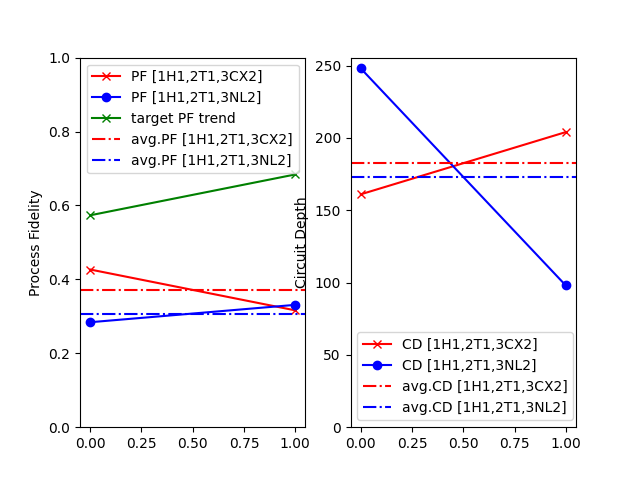 PF [1H1,2T1,3CX2]
PF [1H1,2T1,3NL2]
target PF trend
avg.PF [1H1,2T1,3CX2]
avg.PF [1H1,2T1,3NL2]
Process Fidelity
1.0
0.8
0.6
0.4
0.2
0.0
0.00 0.25 0.50 0.75 1.00
Circuit Depth
250
200
150
100
50
0
CD [1H1,2T1,3CX2]
CD [1H1,2T1,3NL2]
avg.CD [1H1,2T1,3CX2]
avg.CD [1H1,2T1,3NL2]
0.00 0.25 0.50 0.75 1.00